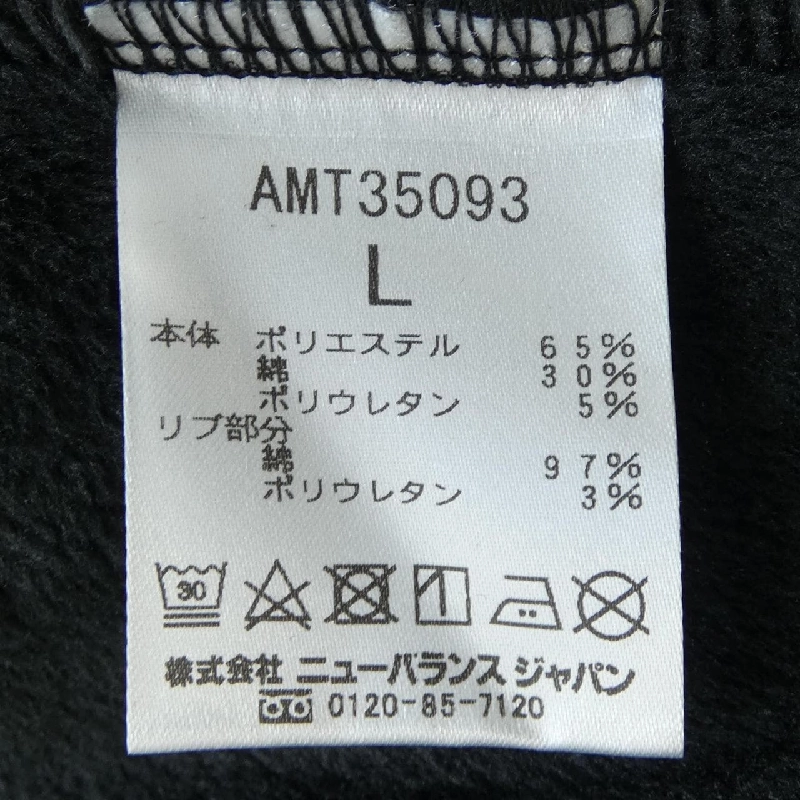 AMT35093
L
本体 ポリエステル 65%
綿 30%
ポリウレタン 5%
リブ部分
綿 97%
ポリウレタン 3%
30
株式会社 ニューバランス ジャパン
0120-85-7120